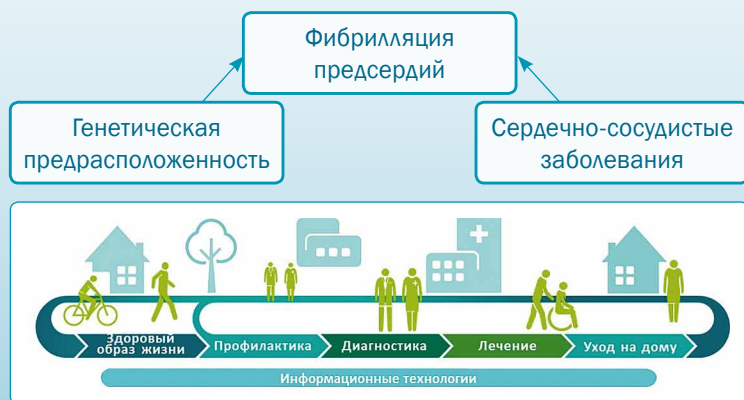 Фибрилляция
предсердий
Генетическая
предрасположенность
Сердечно-сосудистые
заболевания
Здоровый
образ жизни
Профилактика
Диагностика
Лечение
Уход на дому
Информационные технологии